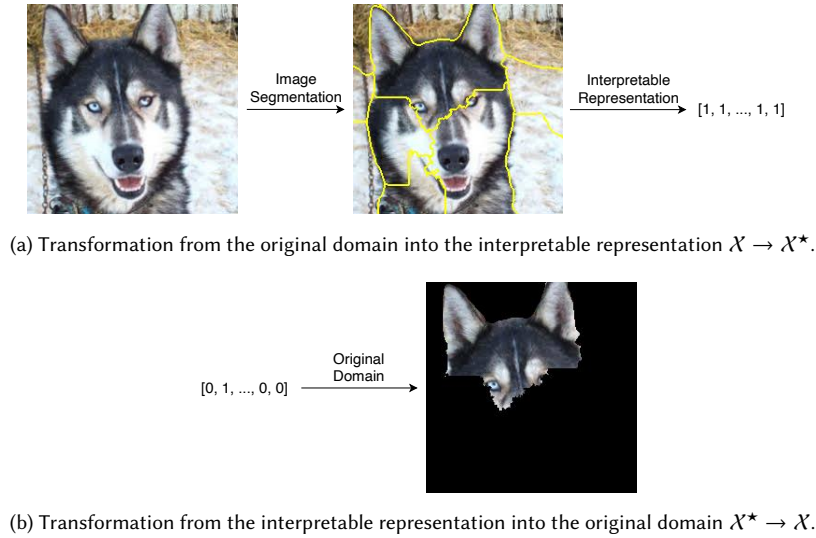 Image
Segmentation
Interpretable
Representation
[1, 1, ..., 1, 1]
(a) Transformation from the original domain into the interpretable representation 𝒳 → 𝒳★.
Original
Domain
[0, 1, ..., 0, 0]
(b) Transformation from the interpretable representation into the original domain 𝒳★ → 𝒳.